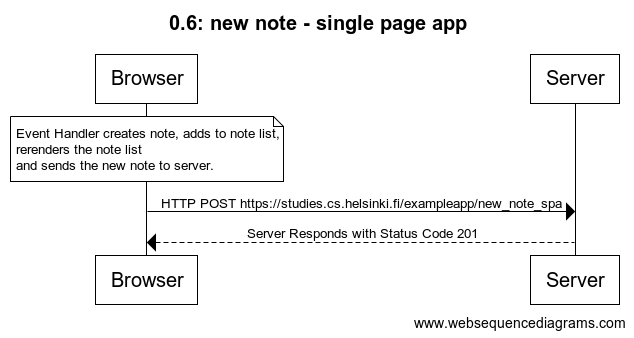 0.6: new note - single page app
Browser
Server
Event Handler creates note, adds to note list,
rerenders the note list
and sends the new note to server.
HTTP POST https://studies.cs.helsinki.fi/exampleapp/new_note_spa
Server Responds with Status Code 201
Browser
Server
www.websequencediagrams.com